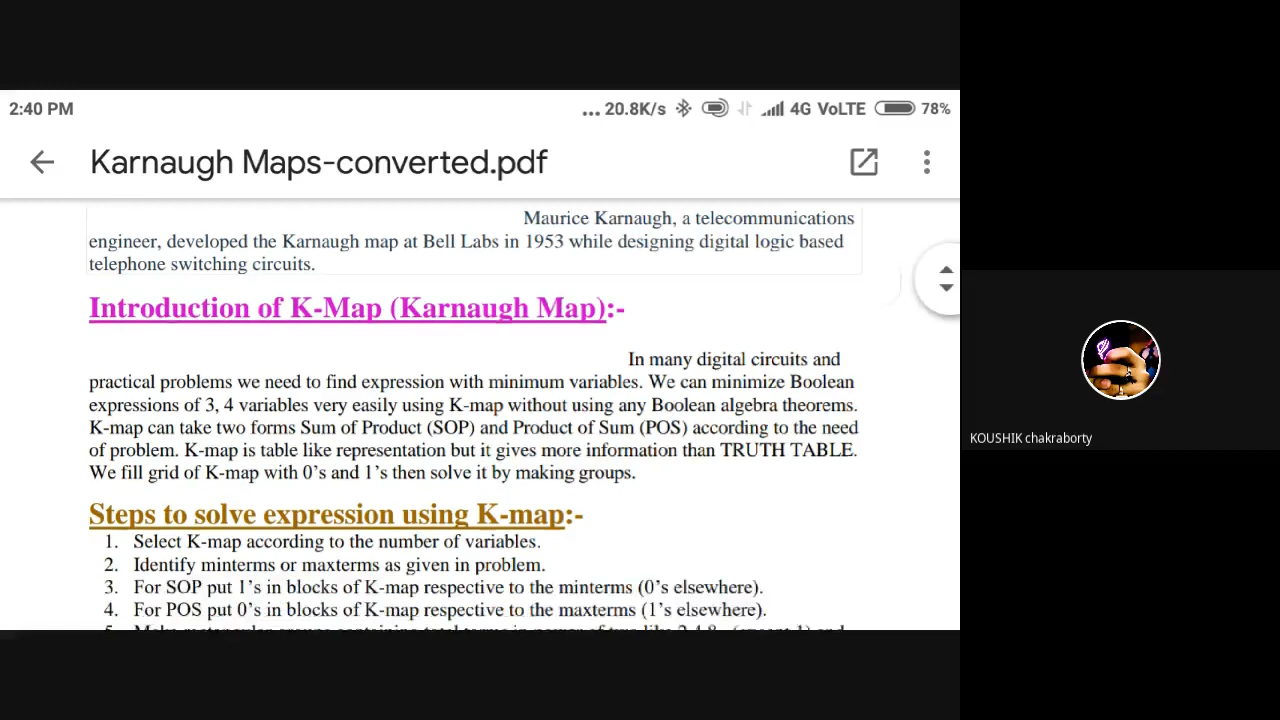 2:40 PM
... 20.8K/s 4G VoLTE 78%
Karnaugh Maps-converted.pdf
Maurice Karnaugh, a telecommunications
engineer, developed the Karnaugh map at Bell Labs in 1953 while designing digital logic based
telephone switching circuits.
Introduction of K-Map (Karnaugh Map):-
In many digital circuits and
practical problems we need to find expression with minimum variables. We can minimize Boolean
expressions of 3, 4 variables very easily using K-map without using any Boolean algebra theorems.
K-map can take two forms Sum of Product (SOP) and Product of Sum (POS) according to the need
of problem. K-map is table like representation but it gives more information than TRUTH TABLE.
We fill grid of K-map with 0’s and 1’s then solve it by making groups.
Steps to solve expression using K-map:-
1. Select K-map according to the number of variables.
2. Identify minterms or maxterms as given in problem.
3. For SOP put 1’s in blocks of K-map respective to the minterms (0’s elsewhere).
4. For POS put 0’s in blocks of K-map respective to the maxterms (1’s elsewhere).
KOUSHIK chakraborty